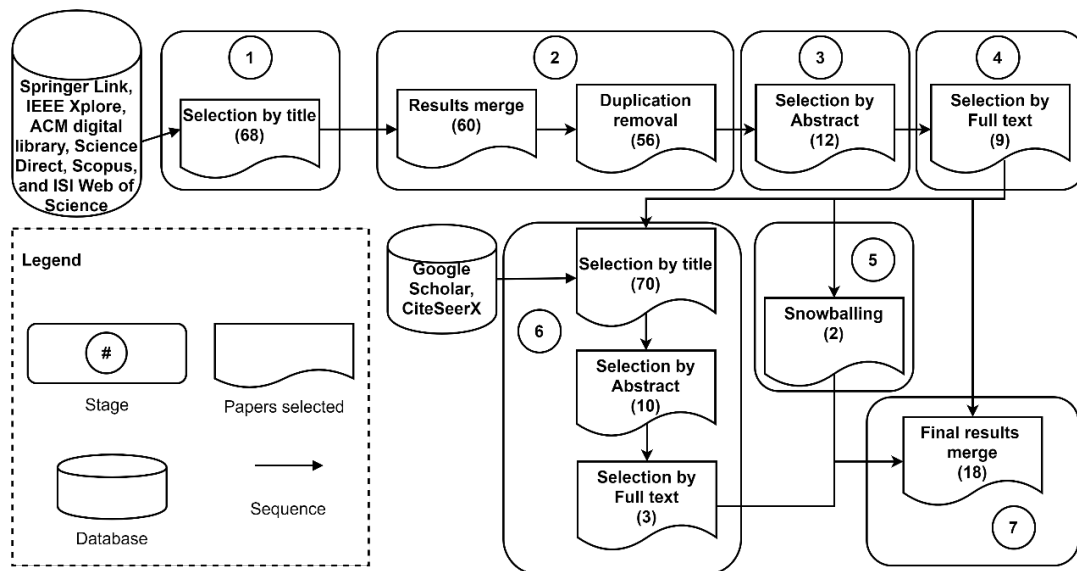 Springer Link,
IEEE Xplore,
ACM digital
library, Science
Direct, Scopus,
and ISI Web of
Science
1
Selection by title
(68)
2
Results merge
(60)
Duplication
removal
(56)
3
Selection by
Abstract
(12)
4
Selection by
Full text
(9)
Legend
#
Stage
Papers selected
Database
Sequence
Google
Scholar,
CiteSeerX
6
Selection by title
(70)
Selection by
Abstract
(10)
Selection by
Full text
(3)
5
Snowballing
(2)
Final results
merge
(18)
7